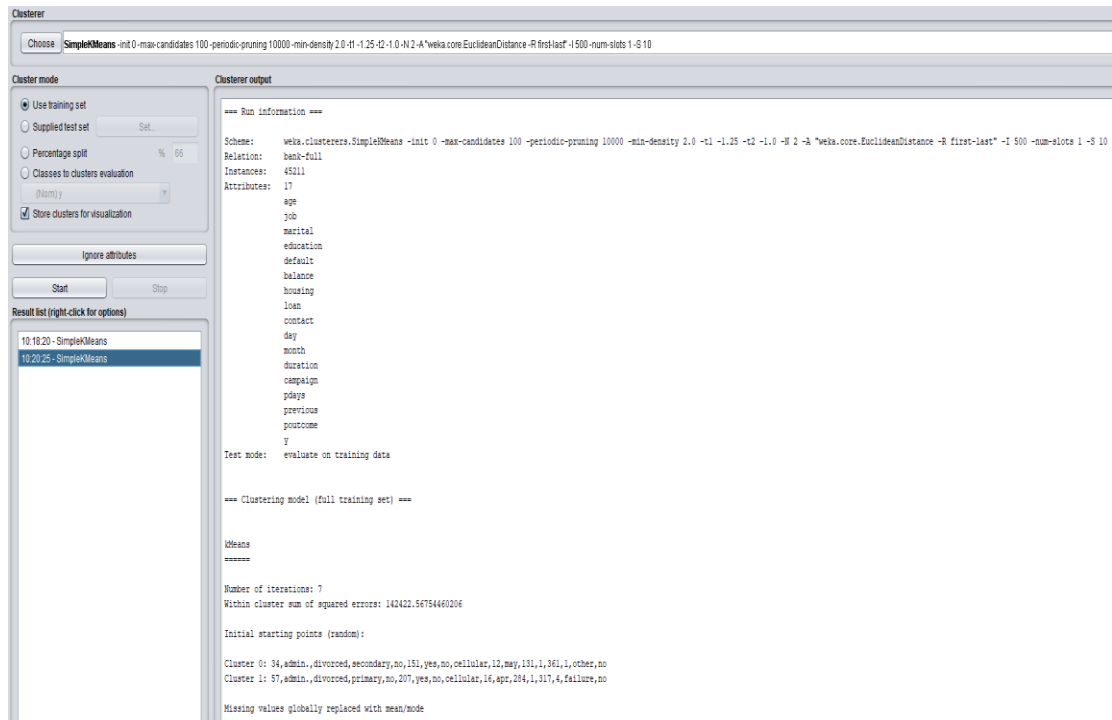 Clusterer
Choose SimpleKMeans -init 0 -max-candidates 100 -periodic-pruning 10000 -min-density 2.0 -t1 -1.25 -t2 -1.0 -N 2 -A "weka.core.EuclideanDistance -R first-last" -I 500 -num-slots 1 -S 10
Cluster mode
Use training set
Supplied test set Set...
Percentage split % 66
Classes to clusters evaluation
(Nom) y
Store clusters for visualization
Ignore attributes
Start Stop
Result list (right-click for options)
10:18:20 - SimpleKMeans
10:20:25 - SimpleKMeans
Clusterer output
=== Run information ===
Scheme: weka.clusterers.SimpleKMeans -init 0 -max-candidates 100 -periodic-pruning 10000 -min-density 2.0 -t1 -1.25 -t2 -1.0 -N 2 -A "weka.core.EuclideanDistance -R first-last" -I 500 -num-slots 1 -S 10
Relation: bank-full
Instances: 45211
Attributes: 17
age
job
marital
education
default
balance
housing
loan
contact
day
month
duration
campaign
pdays
previous
poutcome
y
Test mode: evaluate on training data
=== Clustering model (full training set) ===
kMeans
======
Number of iterations: 7
Within cluster sum of squared errors: 142422.56754460206
Initial starting points (random):
Cluster 0: 34,admin.,divorced,secondary,no,151,yes,no,cellular,12,may,131,1,361,1,other,no
Cluster 1: 57,admin.,divorced,primary,no,207,yes,no,cellular,16,apr,284,1,317,4,failure,no
Missing values globally replaced with mean/mode